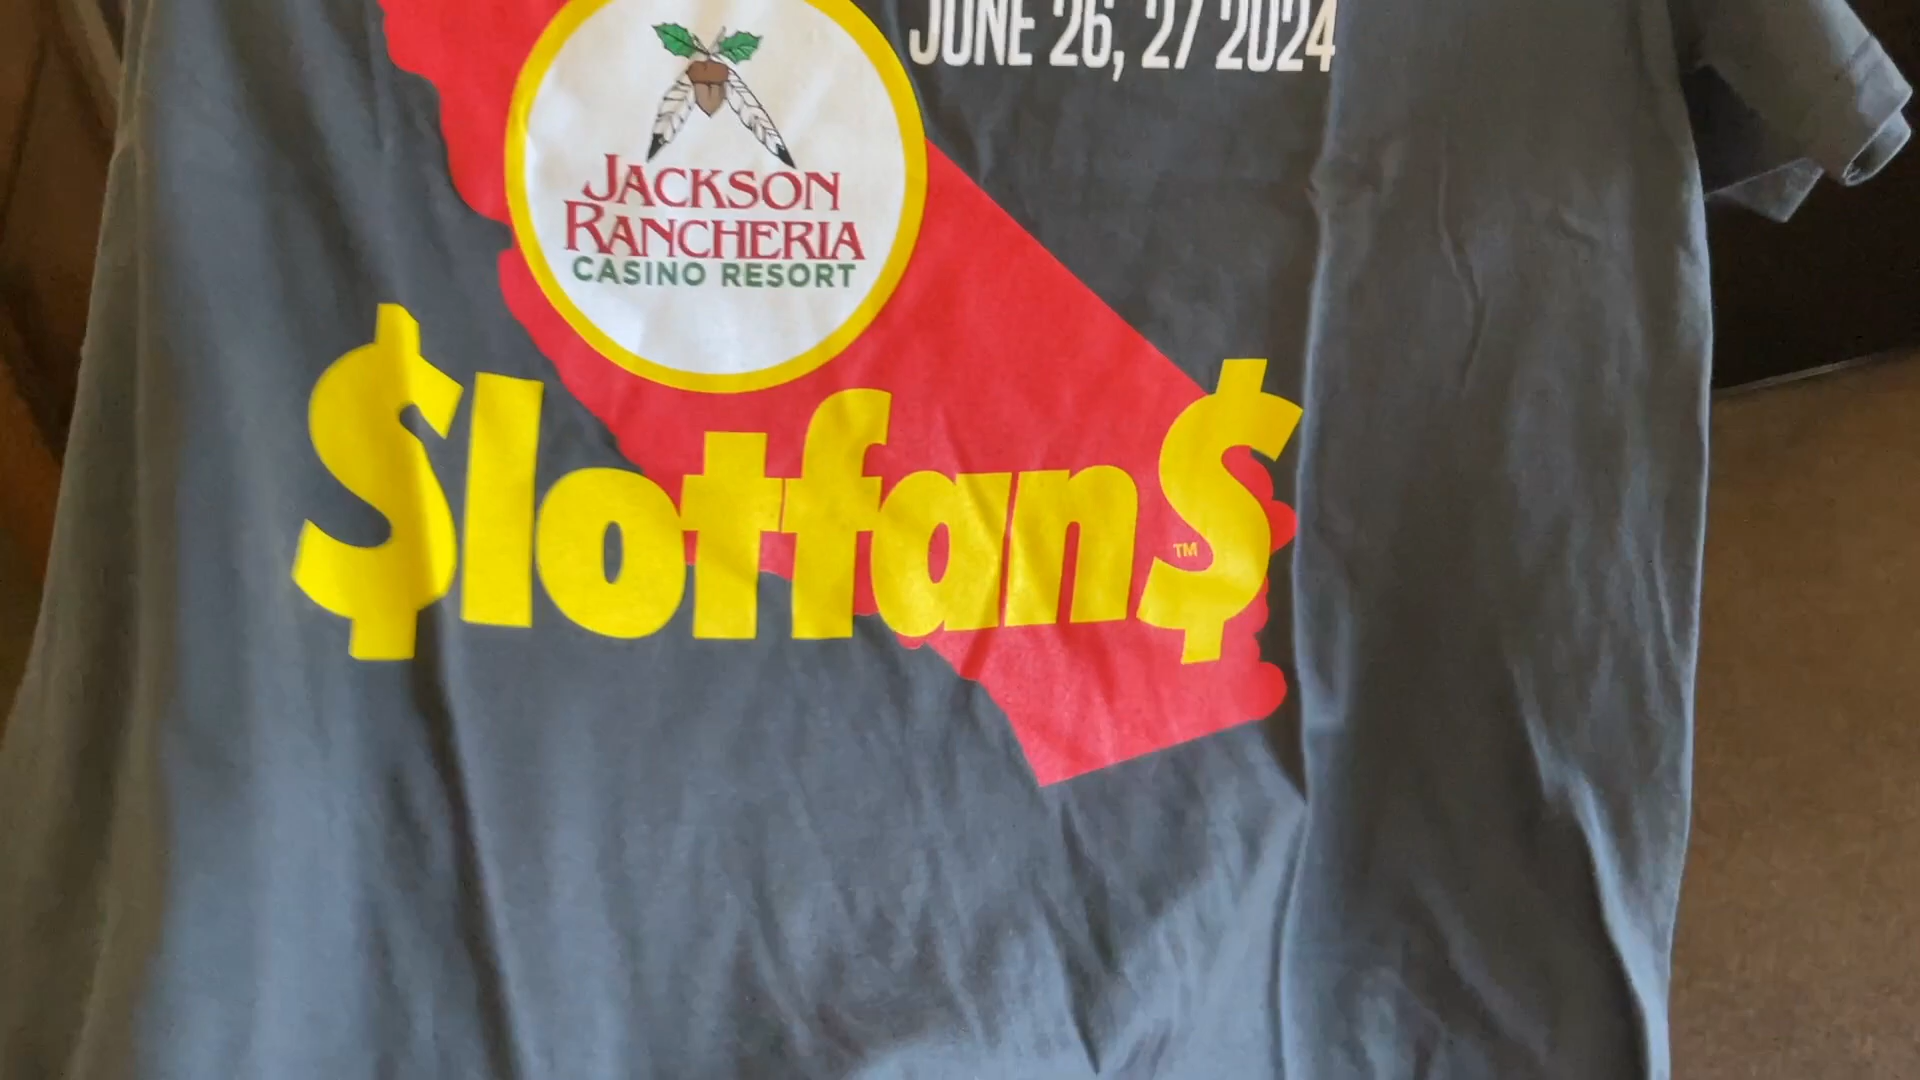 JUNE 26, 27 2024
JACKSON
RANCHERIA
CASINO RESORT
$lotfan$
TM